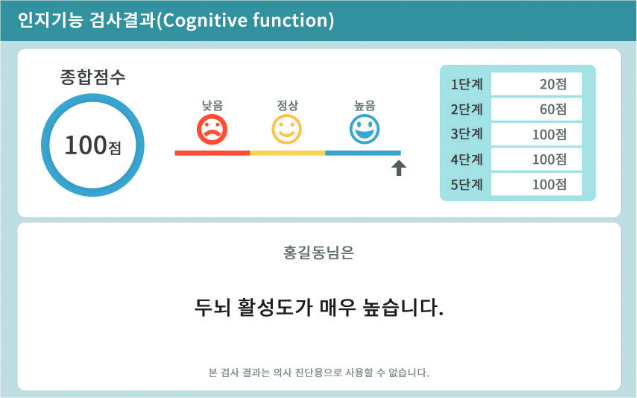 인지기능 검사결과(Cognitive function)
종합점수
100점
낮음 정상 높음
1단계 20점
2단계 60점
3단계 100점
4단계 100점
5단계 100점
홍길동님은
두뇌 활성도가 매우 높습니다.
본 검사 결과는 의사 진단용으로 사용할 수 없습니다.